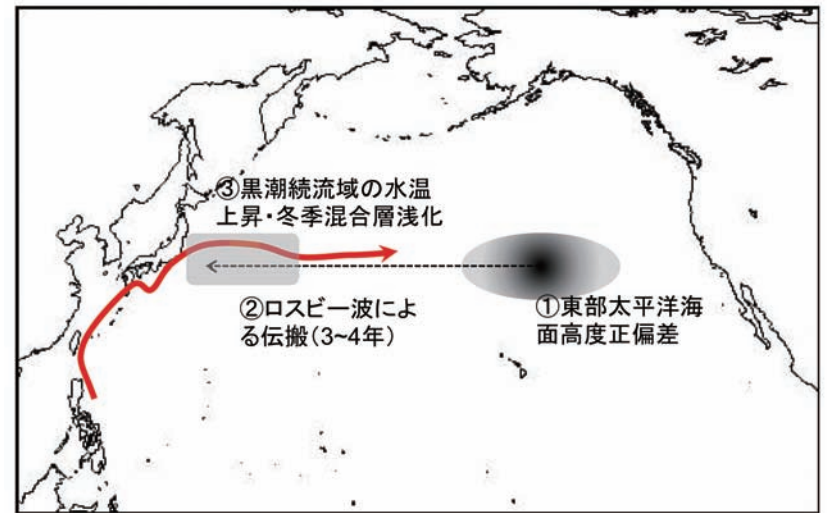 ③黒潮続流域の水温
上昇・冬季混合層浅化
②ロスビー波によ
る伝搬(3~4年)
①東部太平洋海
面高度正偏差